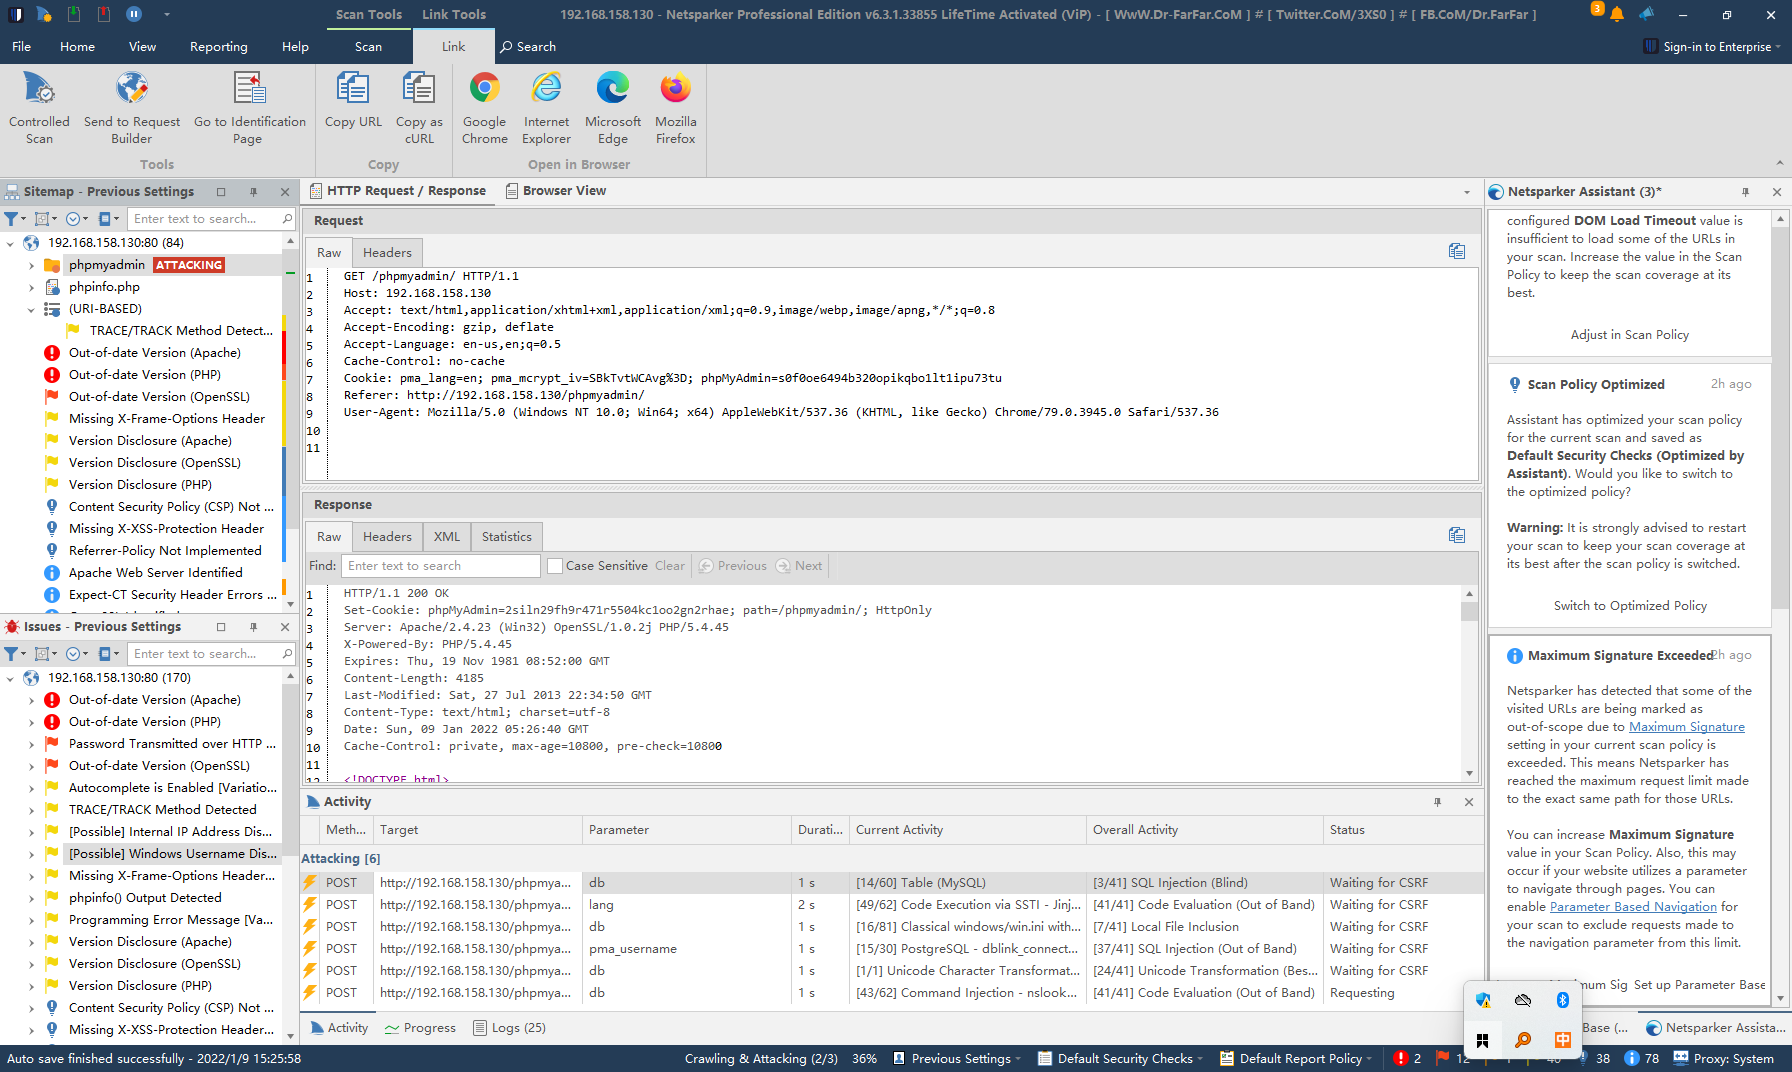 Scan Tools Link Tools 192.168.158.130 - Netsparker Professional Edition v6.3.1.33855 LifeTime Activated (ViP) - [ WwW.Dr-FarFar.CoM ] # [ Twitter.CoM/3XS0 ] # [ FB.CoM/Dr.FarFar ] 3
File Home View Reporting Help Scan Link Search Sign-in to Enterprise
Controlled Scan
Send to Request Builder
Go to Identification Page
Copy URL
Copy as cURL
Google Chrome
Internet Explorer
Microsoft Edge
Mozilla Firefox
Tools Copy Open in Browser
Sitemap - Previous Settings
Enter text to search...
192.168.158.130:80 (84)
phpmyadmin ATTACKING
phpinfo.php
(URI-BASED)
TRACE/TRACK Method Detect...
Out-of-date Version (Apache)
Out-of-date Version (PHP)
Out-of-date Version (OpenSSL)
Missing X-Frame-Options Header
Version Disclosure (Apache)
Version Disclosure (OpenSSL)
Version Disclosure (PHP)
Content Security Policy (CSP) Not ...
Missing X-XSS-Protection Header
Referrer-Policy Not Implemented
Apache Web Server Identified
Expect-CT Security Header Errors ...
Issues - Previous Settings
Enter text to search...
192.168.158.130:80 (170)
Out-of-date Version (Apache)
Out-of-date Version (PHP)
Password Transmitted over HTTP ...
Out-of-date Version (OpenSSL)
Autocomplete is Enabled [Variatio...
TRACE/TRACK Method Detected
[Possible] Internal IP Address Dis...
[Possible] Windows Username Dis...
Missing X-Frame-Options Header...
phpinfo() Output Detected
Programming Error Message [Va...
Version Disclosure (Apache)
Version Disclosure (OpenSSL)
Version Disclosure (PHP)
Content Security Policy (CSP) Not ...
Missing X-XSS-Protection Header...
HTTP Request / Response Browser View
Request
Raw Headers
1 GET /phpmyadmin/ HTTP/1.1
2 Host: 192.168.158.130
3 Accept: text/html,application/xhtml+xml,application/xml;q=0.9,image/webp,image/apng,*/*;q=0.8
4 Accept-Encoding: gzip, deflate
5 Accept-Language: en-us,en;q=0.5
6 Cache-Control: no-cache
7 Cookie: pma_lang=en; pma_mcrypt_iv=SBkTvtWCAvg%3D; phpMyAdmin=s0f0oe6494b320opikqbo1lt1ipu73tu
8 Referer: http://192.168.158.130/phpmyadmin/
9 User-Agent: Mozilla/5.0 (Windows NT 10.0; Win64; x64) AppleWebKit/537.36 (KHTML, like Gecko) Chrome/79.0.3945.0 Safari/537.36
10
11
Response
Raw Headers XML Statistics
Find: Enter text to search Case Sensitive Clear Previous Next
1 HTTP/1.1 200 OK
2 Set-Cookie: phpMyAdmin=2siln29fh9r471r5504kc1oo2gn2rhae; path=/phpmyadmin/; HttpOnly
3 Server: Apache/2.4.23 (Win32) OpenSSL/1.0.2j PHP/5.4.45
4 X-Powered-By: PHP/5.4.45
5 Expires: Thu, 19 Nov 1981 08:52:00 GMT
6 Content-Length: 4185
7 Last-Modified: Sat, 27 Jul 2013 22:34:50 GMT
8 Content-Type: text/html; charset=utf-8
9 Date: Sun, 09 Jan 2022 05:26:40 GMT
10 Cache-Control: private, max-age=10800, pre-check=10800
11
12 <!DOCTYPE html>
Activity
Meth... Target Parameter Durati... Current Activity Overall Activity Status
Attacking [6]
POST http://192.168.158.130/phpmya... db 1 s [14/60] Table (MySQL) [3/41] SQL Injection (Blind) Waiting for CSRF
POST http://192.168.158.130/phpmya... lang 2 s [49/62] Code Execution via SSTI - Jinj... [41/41] Code Evaluation (Out of Band) Waiting for CSRF
POST http://192.168.158.130/phpmya... db 1 s [16/81] Classical windows/win.ini with... [7/41] Local File Inclusion Waiting for CSRF
POST http://192.168.158.130/phpmya... pma_username 1 s [15/30] PostgreSQL - dblink_connect... [37/41] SQL Injection (Out of Band) Waiting for CSRF
POST http://192.168.158.130/phpmya... db 1 s [1/1] Unicode Character Transformat... [24/41] Unicode Transformation (Bes... Waiting for CSRF
POST http://192.168.158.130/phpmya... db 1 s [43/62] Command Injection - nslook... [41/41] Code Evaluation (Out of Band) Requesting
Activity Progress Logs (25)
Netsparker Assistant (3)*
configured DOM Load Timeout value is
insufficient to load some of the URLs in
your scan. Increase the value in the Scan
Policy to keep the scan coverage at its
best.
Adjust in Scan Policy
Scan Policy Optimized 2h ago
Assistant has optimized your scan policy
for the current scan and saved as
Default Security Checks (Optimized by
Assistant). Would you like to switch to
the optimized policy?
Warning: It is strongly advised to restart
your scan to keep your scan coverage at
its best after the scan policy is switched.
Switch to Optimized Policy
Maximum Signature Exceeded 2h ago
Netsparker has detected that some of the
visited URLs are being marked as
out-of-scope due to Maximum Signature
setting in your current scan policy is
exceeded. This means Netsparker has
reached the maximum request limit made
to the exact same path for those URLs.
You can increase Maximum Signature
value in your Scan Policy. Also, this may
occur if your website utilizes a parameter
to navigate through pages. You can
enable Parameter Based Navigation for
your scan to exclude requests made to
the navigation parameter from this limit.
mum Sig Set up Parameter Base
Base (... Netsparker Assista...
中
Auto save finished successfully - 2022/1/9 15:25:58 Crawling & Attacking (2/3) 36% Previous Settings Default Security Checks Default Report Policy 2 12 38 78 Proxy: System